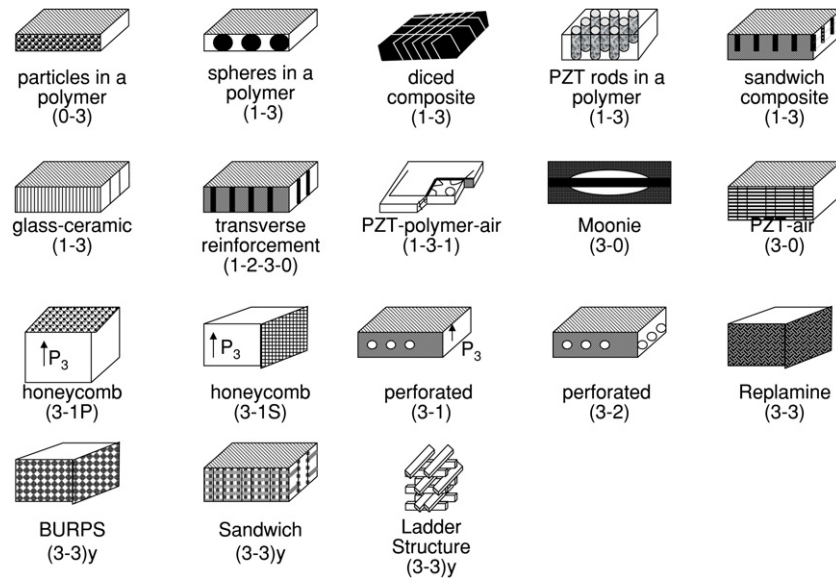 particles in a
polymer
(0-3)
spheres in a
polymer
(1-3)
diced
composite
(1-3)
PZT rods in a
polymer
(1-3)
sandwich
composite
(1-3)
glass-ceramic
(1-3)
transverse
reinforcement
(1-2-3-0)
PZT-polymer-air
(1-3-1)
Moonie
(3-0)
PZT-air
(3-0)
P3
honeycomb
(3-1P)
P3
honeycomb
(3-1S)
P3
perforated
(3-1)
perforated
(3-2)
Replamine
(3-3)
BURPS
(3-3)y
Sandwich
(3-3)y
Ladder
Structure
(3-3)y